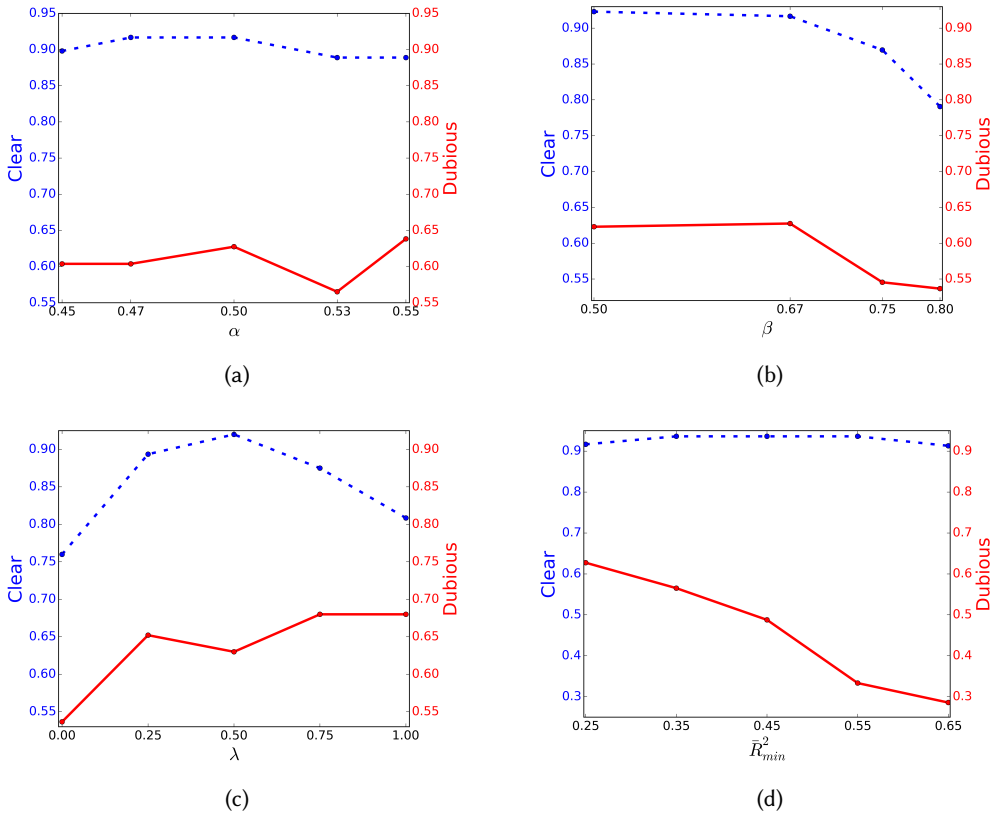 0.95 0.95
0.90 0.90
0.85 0.85
0.80 0.80
0.75 0.75
0.70 0.70
0.65 0.65
0.60 0.60
0.55 0.55
Clear
Dubious
0.45 0.47 0.50 0.53 0.55
α
(a)
0.90 0.90
0.85 0.85
0.80 0.80
0.75 0.75
0.70 0.70
0.65 0.65
0.60 0.60
0.55 0.55
Clear
Dubious
0.50 0.67 0.75 0.80
β
(b)
0.90 0.90
0.85 0.85
0.80 0.80
0.75 0.75
0.70 0.70
0.65 0.65
0.60 0.60
0.55 0.55
Clear
Dubious
0.00 0.25 0.50 0.75 1.00
λ
(c)
0.9 0.9
0.8 0.8
0.7 0.7
0.6 0.6
0.5 0.5
0.4 0.4
0.3 0.3
Clear
Dubious
0.25 0.35 0.45 0.55 0.65
R̄²min
(d)